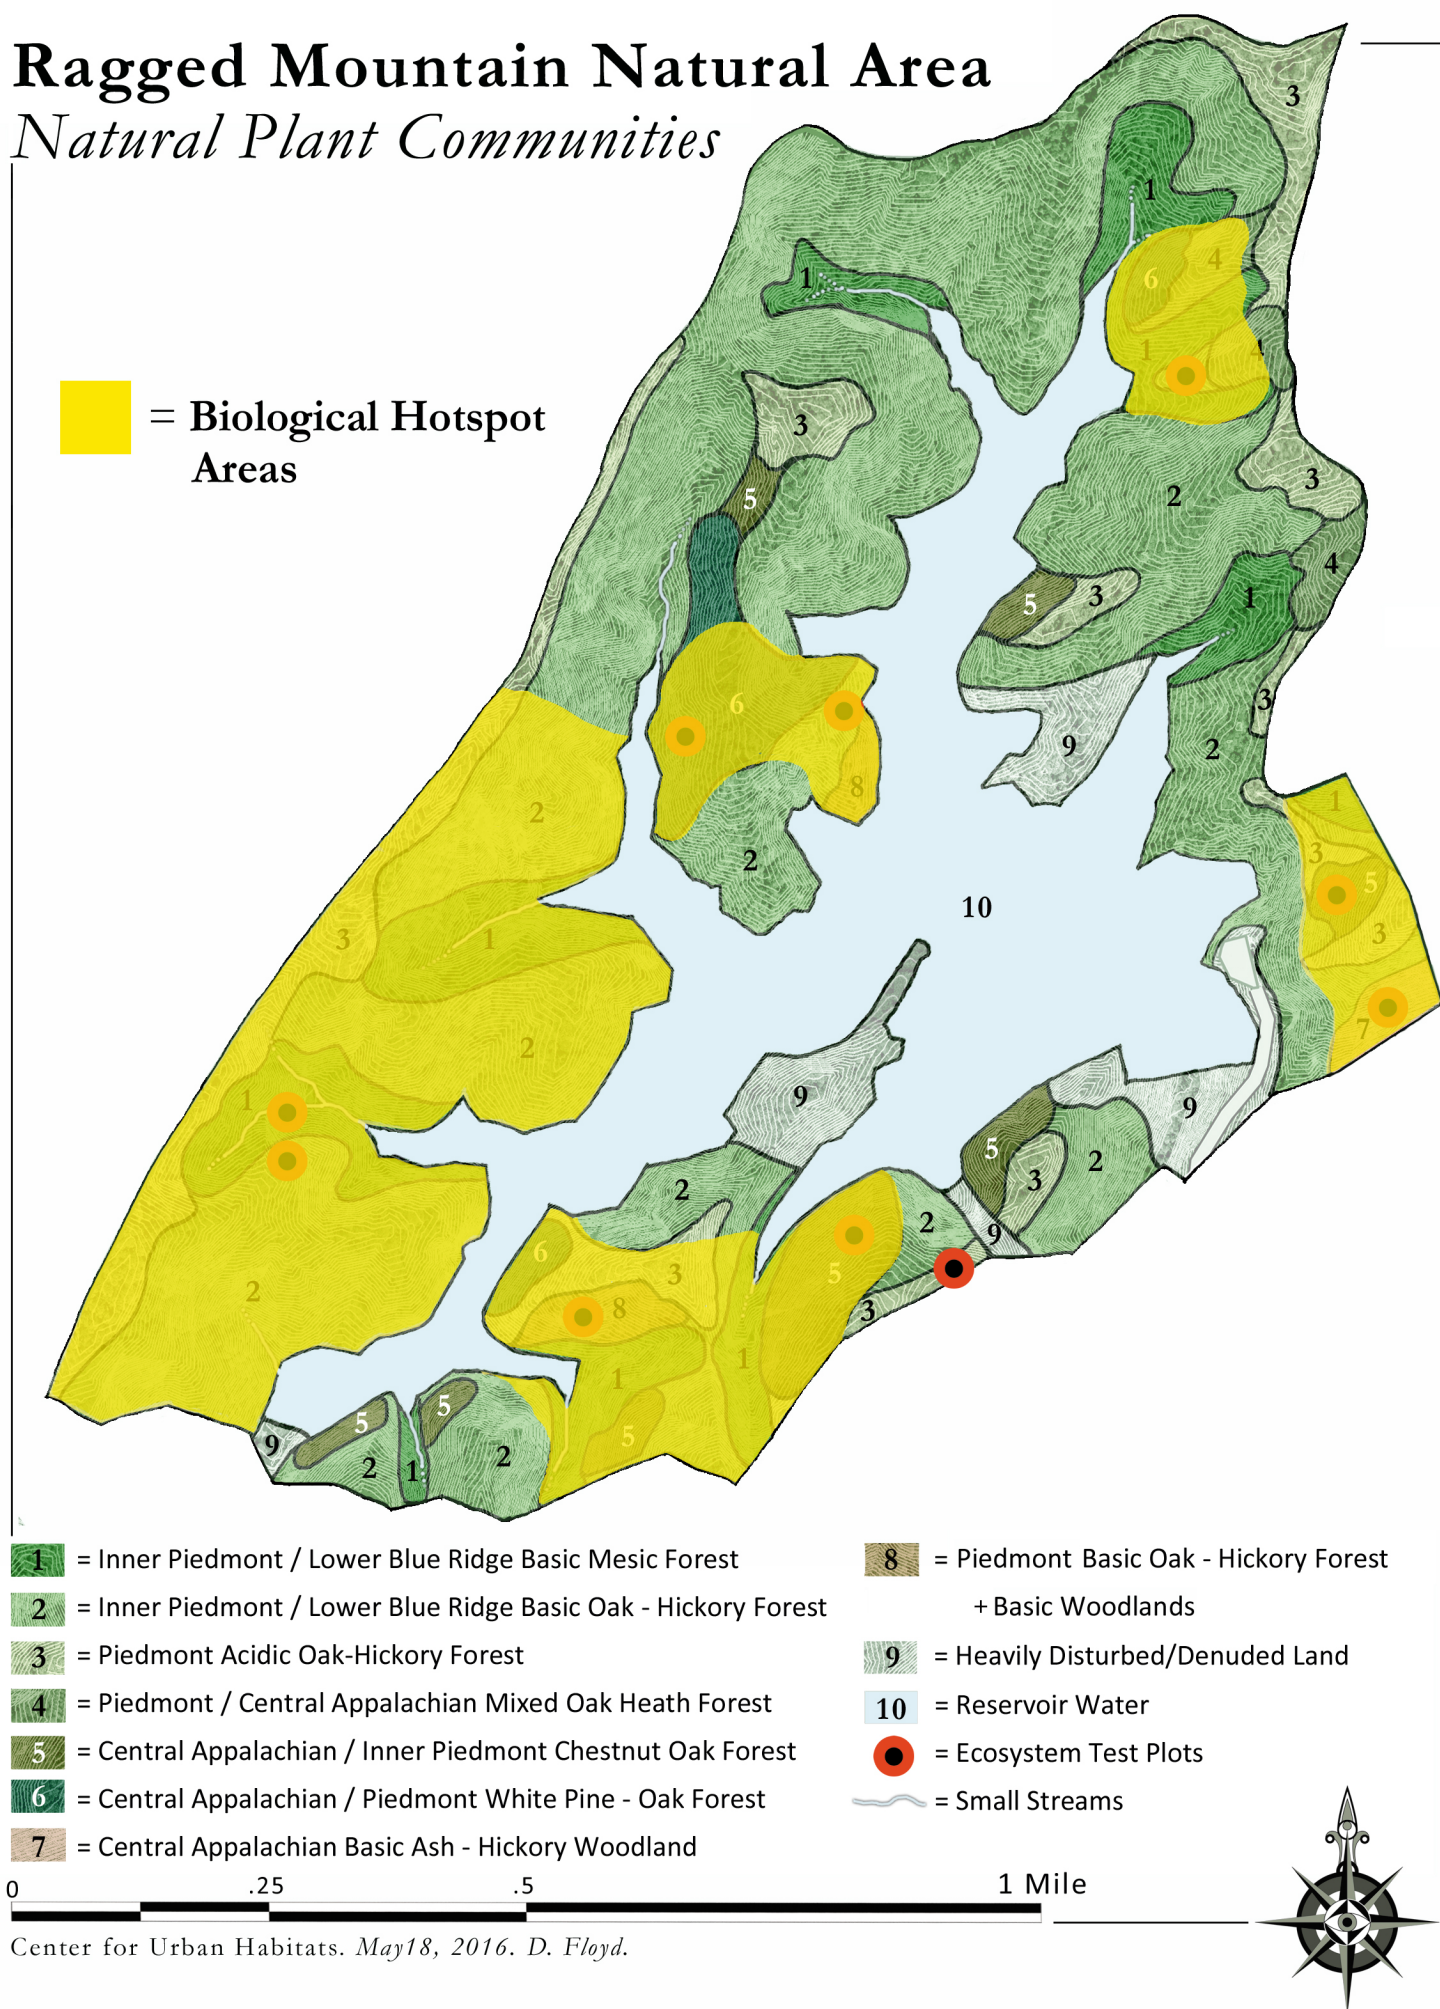 Ragged Mountain Natural Area
Natural Plant Communities
3
1
4
6
1
1
4
= Biological Hotspot
Areas
3
3
5
2
4
5
3
1
6
3
9
2
8
2
1
2
3
5
10
3
1
3
2
7
9
9
1
5
2
3
2
2
9
6
3
5
2
8
3
1
1
5
5
5
2
9
2
1
1 = Inner Piedmont / Lower Blue Ridge Basic Mesic Forest
2 = Inner Piedmont / Lower Blue Ridge Basic Oak - Hickory Forest
3 = Piedmont Acidic Oak-Hickory Forest
4 = Piedmont / Central Appalachian Mixed Oak Heath Forest
5 = Central Appalachian / Inner Piedmont Chestnut Oak Forest
6 = Central Appalachian / Piedmont White Pine - Oak Forest
7 = Central Appalachian Basic Ash - Hickory Woodland
8 = Piedmont Basic Oak - Hickory Forest
+ Basic Woodlands
9 = Heavily Disturbed/Denuded Land
10 = Reservoir Water
= Ecosystem Test Plots
= Small Streams
0 .25 .5 1 Mile
Center for Urban Habitats. May18, 2016. D. Floyd.